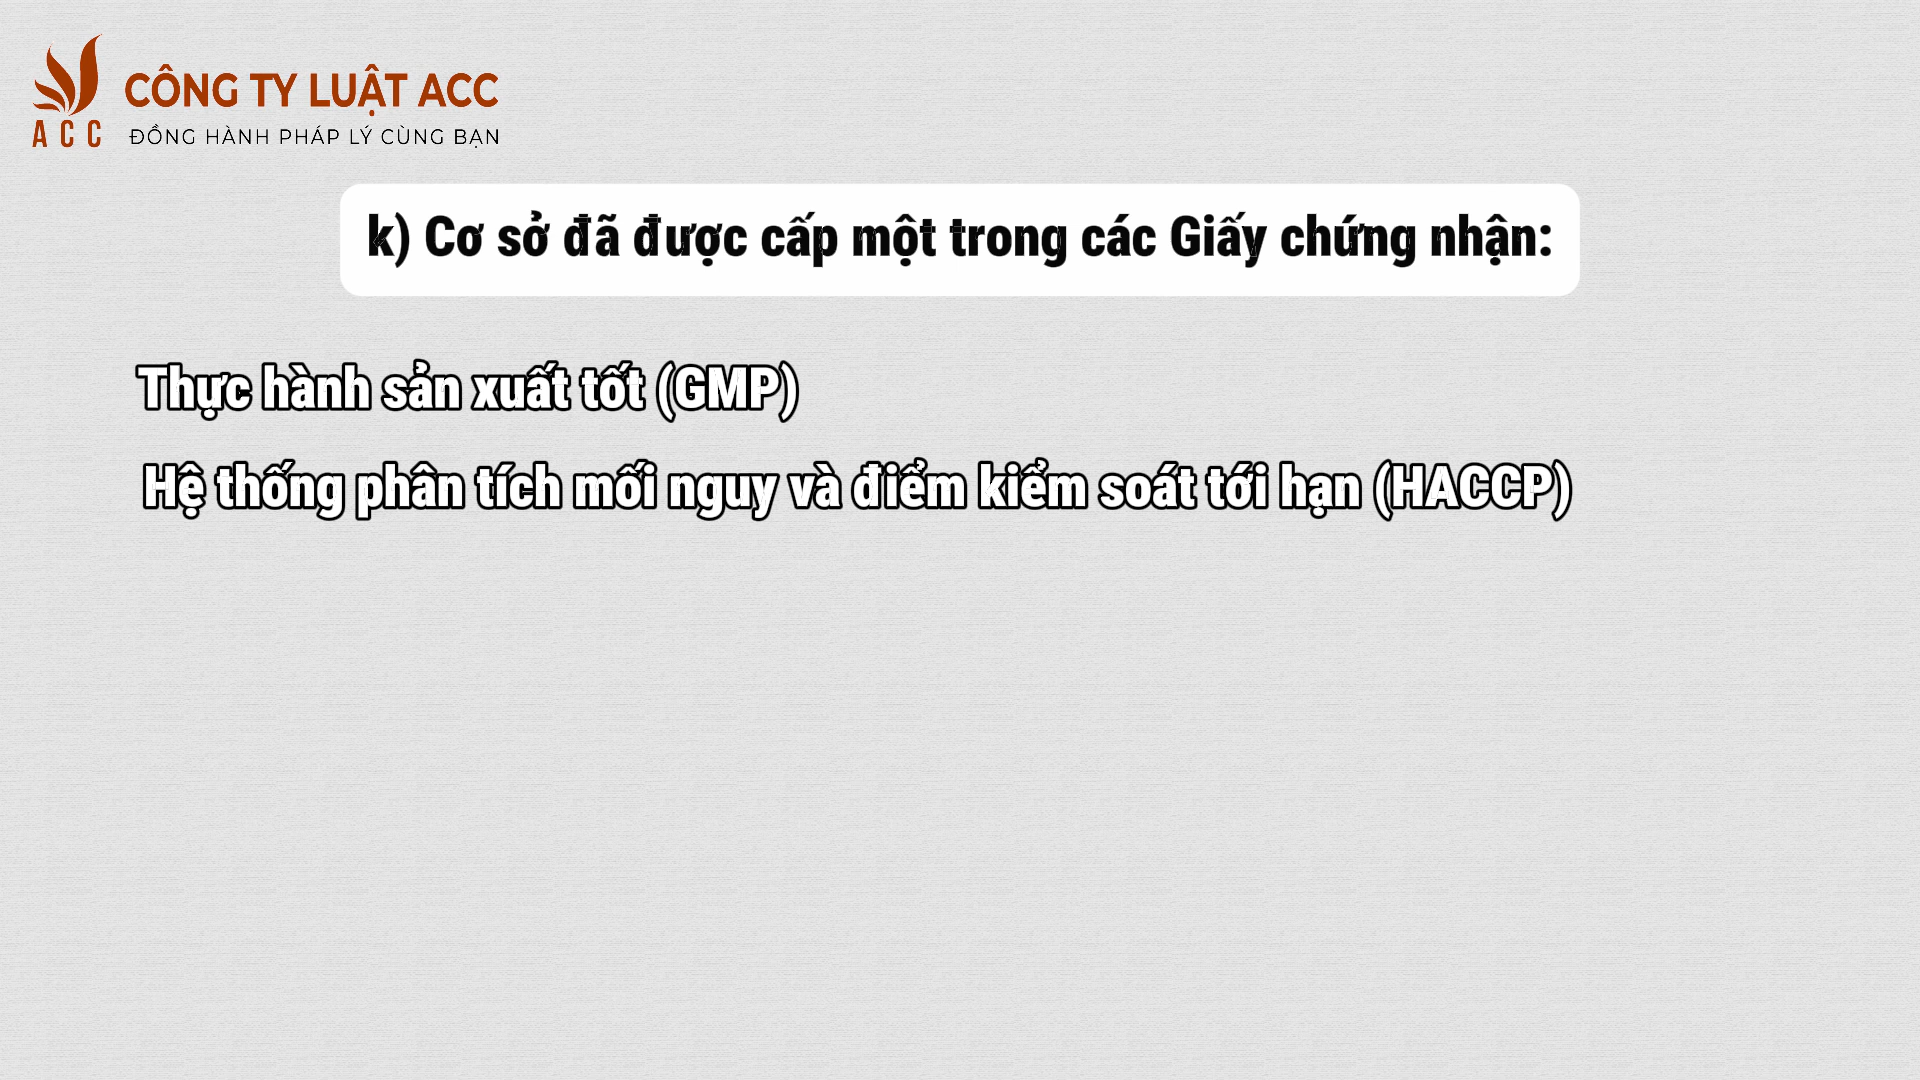 CÔNG TY LUẬT ACC
ACC
ĐỒNG HÀNH PHÁP LÝ CÙNG BẠN
k) Cơ sở đã được cấp một trong các Giấy chứng nhận:
Thực hành sản xuất tốt (GMP)
Hệ thống phân tích mối nguy và điểm kiểm soát tới hạn (HACCP)